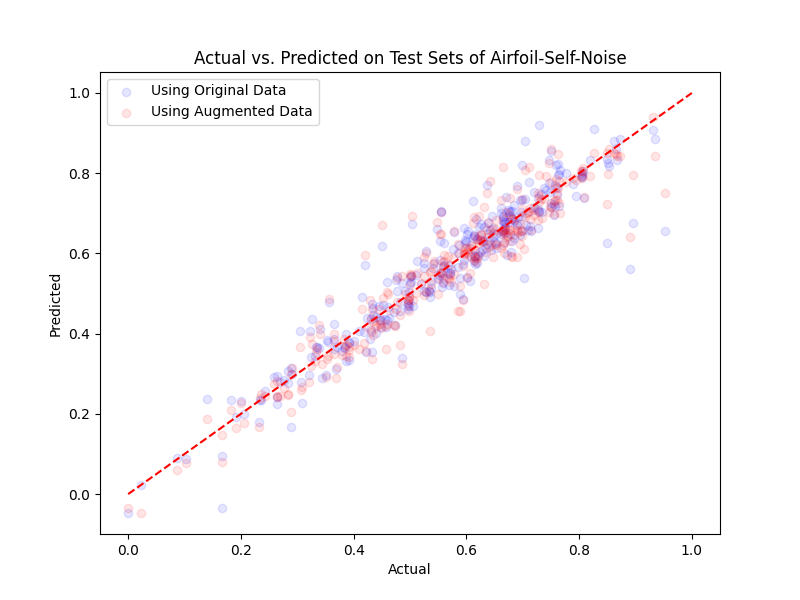 Actual vs. Predicted on Test Sets of Airfoil-Self-Noise
Using Original Data
Using Augmented Data
1.0
0.8
0.6
0.4
0.2
0.0
Predicted
0.0 0.2 0.4 0.6 0.8 1.0
Actual